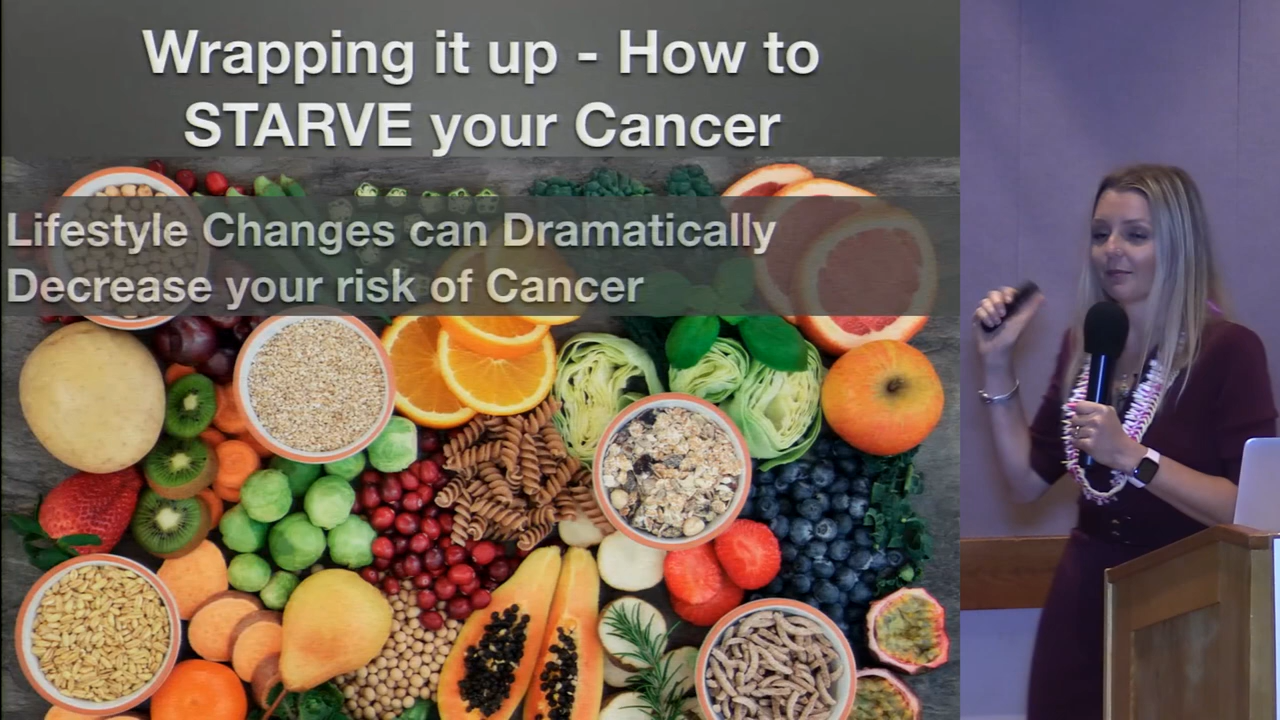 Wrapping it up - How to
STARVE your Cancer
Lifestyle Changes can Dramatically
Decrease your risk of Cancer